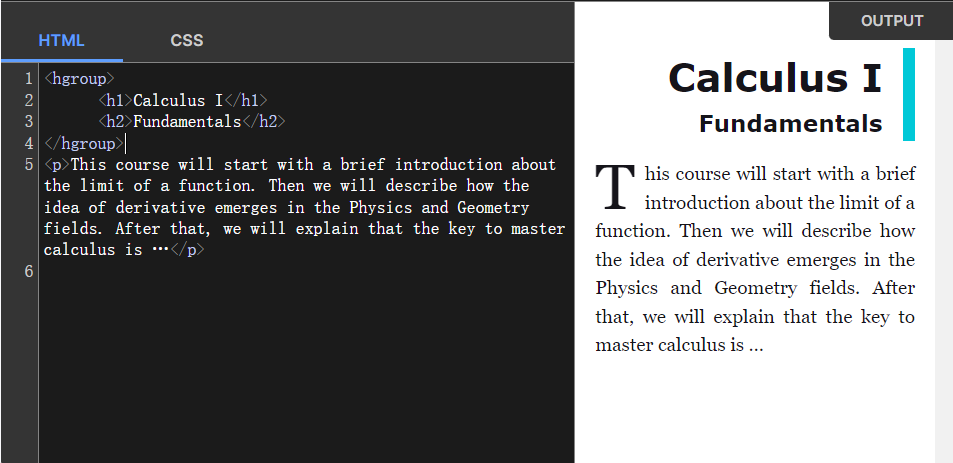 HTML CSS OUTPUT
1 <hgroup>
2 <h1>Calculus I</h1>
3 <h2>Fundamentals</h2>
4 </hgroup>
5 <p>This course will start with a brief introduction about
the limit of a function. Then we will describe how the
idea of derivative emerges in the Physics and Geometry
fields. After that, we will explain that the key to master
calculus is …</p>
6
Calculus I
Fundamentals
This course will start with a brief
introduction about the limit of a
function. Then we will describe how
the idea of derivative emerges in the
Physics and Geometry fields. After
that, we will explain that the key to
master calculus is ...